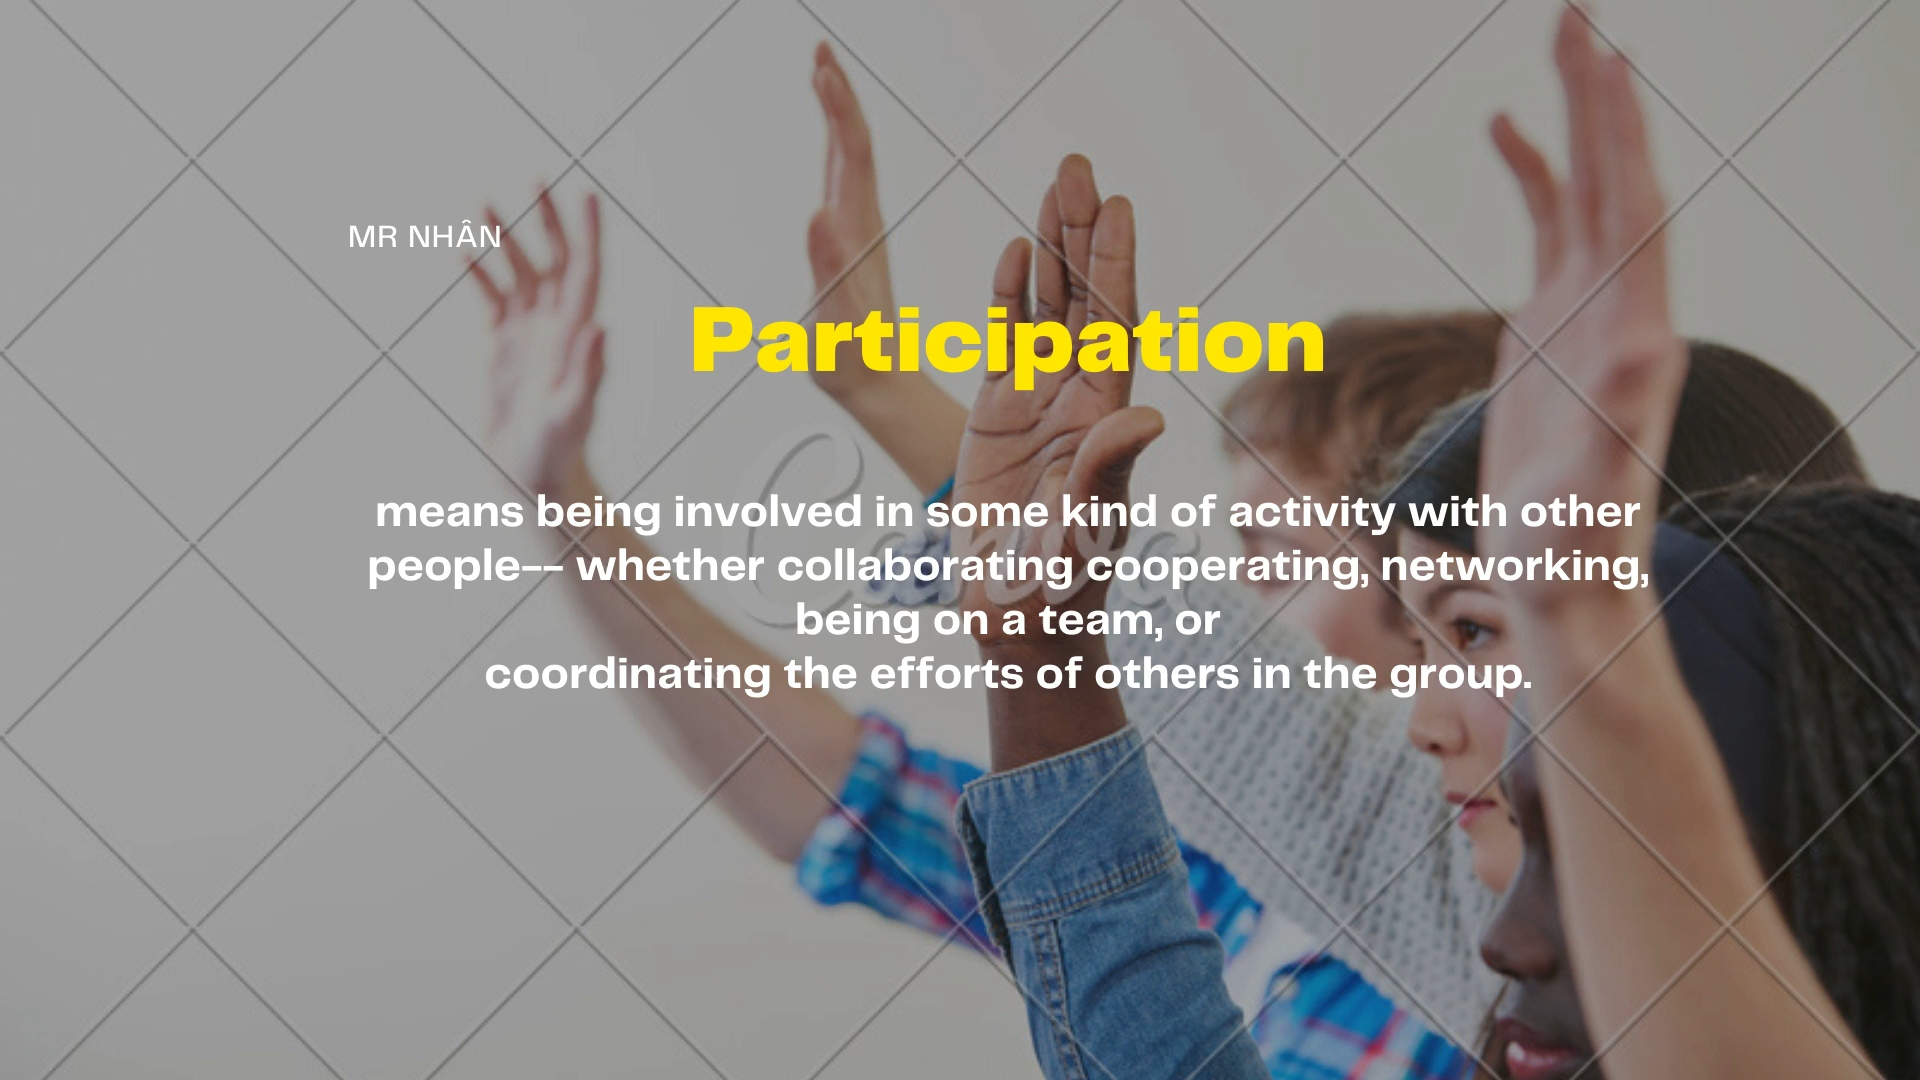 MR NHÂN
Participation
means being involved in some kind of activity with other
people-- whether collaborating cooperating, networking,
being on a team, or
coordinating the efforts of others in the group.
Canva